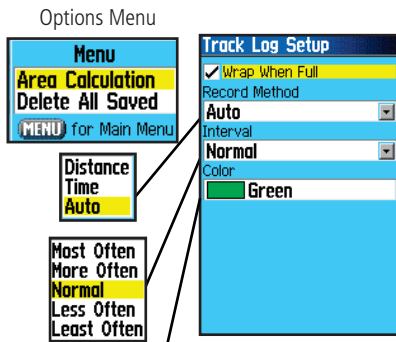 Options Menu
Menu
Area Calculation
Delete All Saved
MENU for Main Menu
Distance
Time
Auto
Most Often
More Often
Normal
Less Often
Least Often
Track Log Setup
Wrap When Full
Record Method
Auto
Interval
Normal
Color
Green